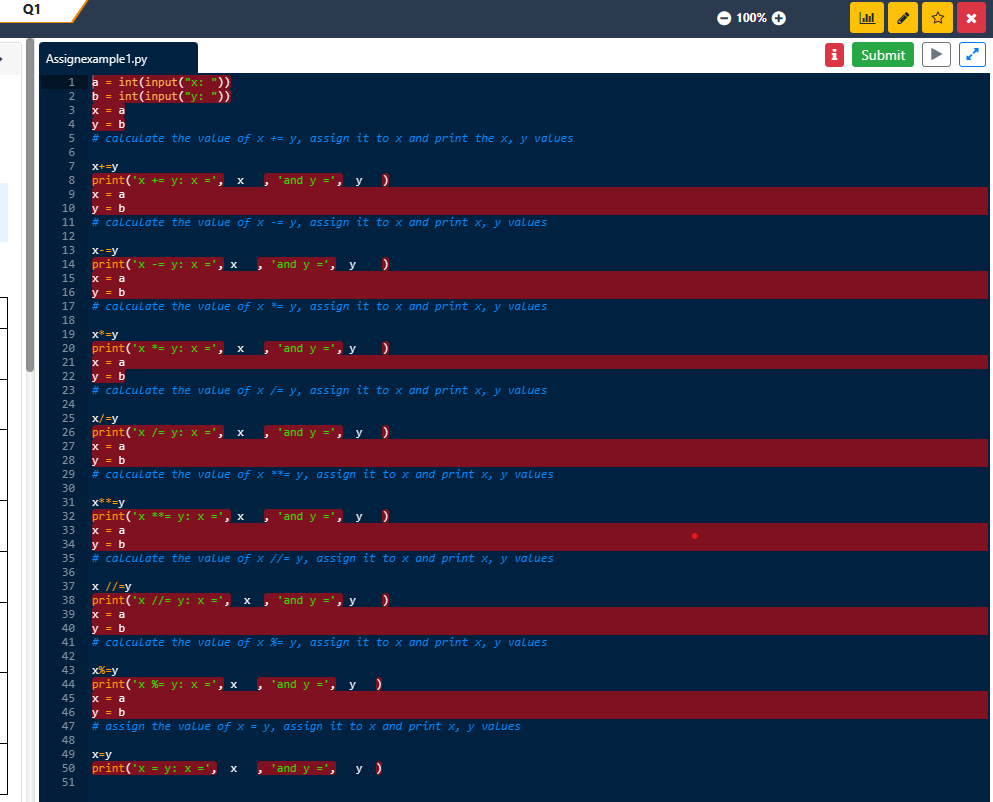 Q1
100%
Assignexample1.py
Submit
1 a = int(input("x: "))
2 b = int(input("y: "))
3 x = a
4 y = b
5 # calculate the value of x += y, assign it to x and print the x, y values
6
7 x+=y
8 print('x += y: x =', x , 'and y =', y )
9 x = a
10 y = b
11 # calculate the value of x -= y, assign it to x and print x, y values
12
13 x-=y
14 print('x -= y: x =', x , 'and y =', y )
15 x = a
16 y = b
17 # calculate the value of x *= y, assign it to x and print x, y values
18
19 x*=y
20 print('x *= y: x =', x , 'and y =', y )
21 x = a
22 y = b
23 # calculate the value of x /= y, assign it to x and print x, y values
24
25 x/=y
26 print('x /= y: x =', x , 'and y =', y )
27 x = a
28 y = b
29 # calculate the value of x **= y, assign it to x and print x, y values
30
31 x**=y
32 print('x **= y: x =', x , 'and y =', y )
33 x = a
34 y = b
35 # calculate the value of x //= y, assign it to x and print x, y values
36
37 x //=y
38 print('x //= y: x =', x , 'and y =', y )
39 x = a
40 y = b
41 # calculate the value of x %= y, assign it to x and print x, y values
42
43 x%=y
44 print('x %= y: x =', x , 'and y =', y )
45 x = a
46 y = b
47 # assign the value of x = y, assign it to x and print x, y values
48
49 x=y
50 print('x = y: x =', x , 'and y =', y )
51